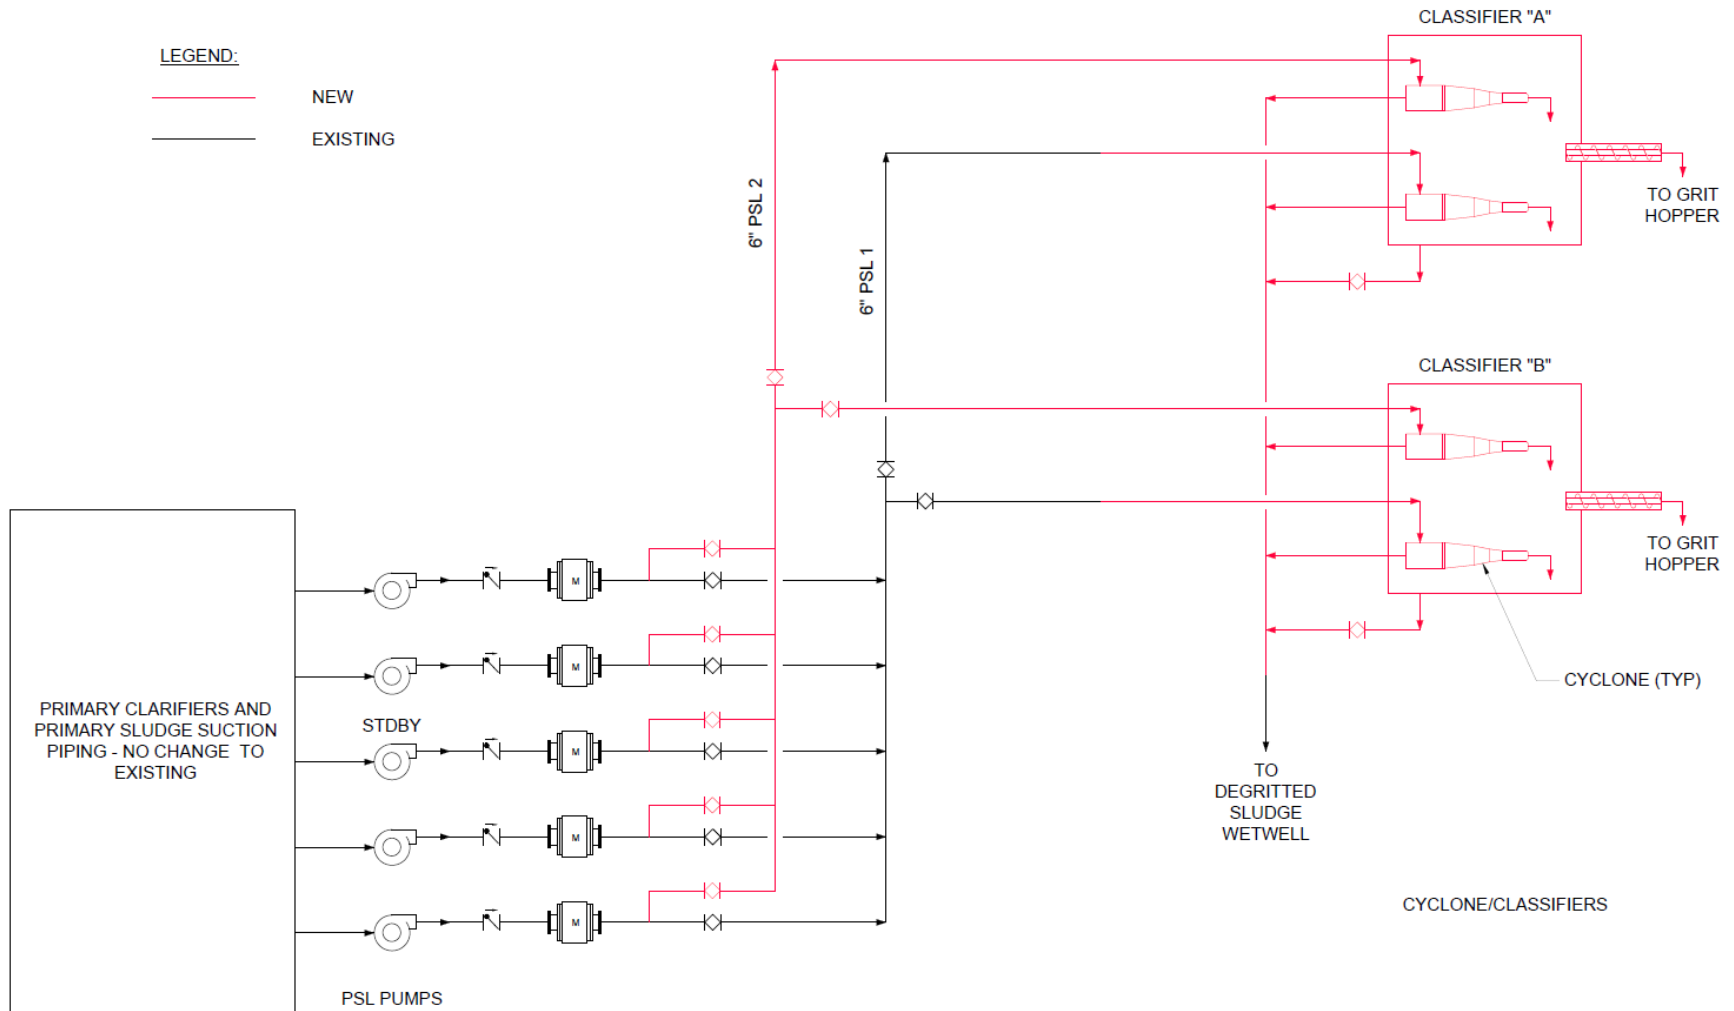 LEGEND:
NEW
EXISTING
CLASSIFIER "A"
6" PSL 2
6" PSL 1
TO GRIT
HOPPER
CLASSIFIER "B"
TO GRIT
HOPPER
CYCLONE (TYP)
M
M
M
M
M
PRIMARY CLARIFIERS AND
PRIMARY SLUDGE SUCTION
PIPING - NO CHANGE TO
EXISTING
STDBY
PSL PUMPS
TO
DEGRITTED
SLUDGE
WETWELL
CYCLONE/CLASSIFIERS